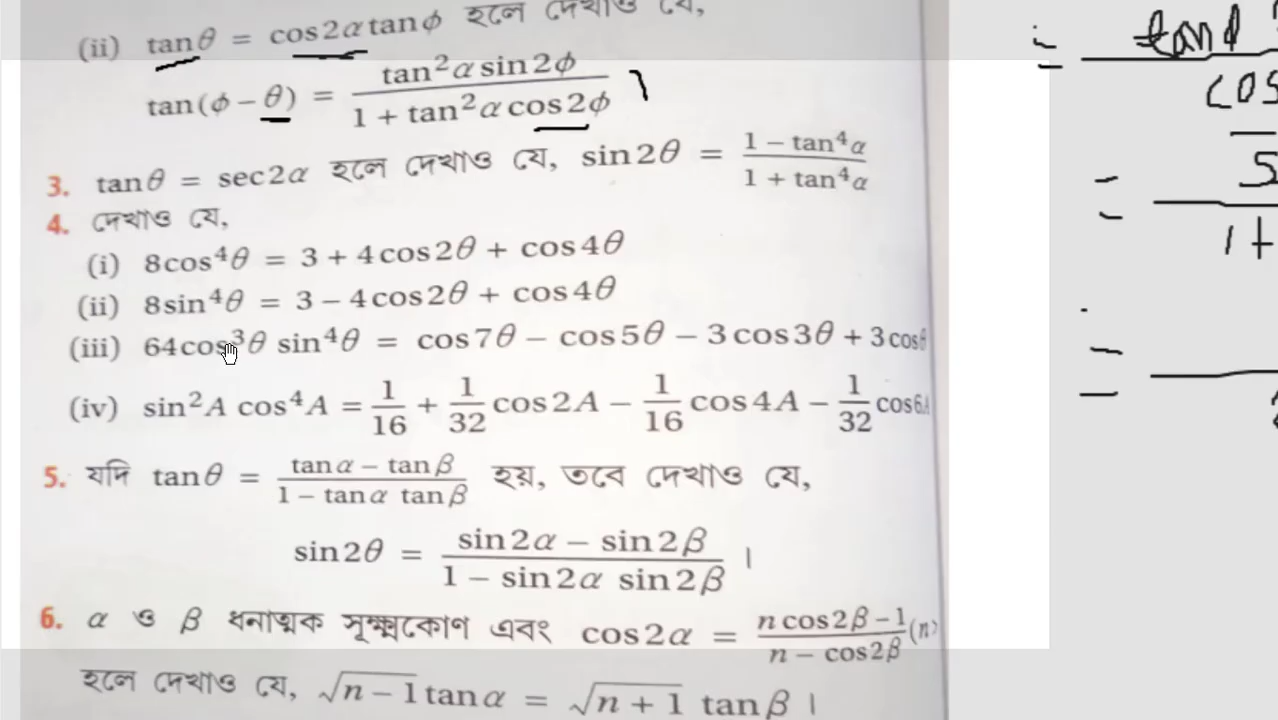 (ii) tanθ = cos2α tanϕ হলে দেখাও যে,
tan(ϕ − θ) = tan²α sin2ϕ / 1 + tan²α cos2ϕ
3. tanθ = sec2α হলে দেখাও যে, sin2θ = 1 − tan⁴α / 1 + tan⁴α
4. দেখাও যে,
(i) 8cos⁴θ = 3 + 4cos2θ + cos4θ
(ii) 8sin⁴θ = 3 − 4cos2θ + cos4θ
(iii) 64cos³θ sin⁴θ = cos7θ − cos5θ − 3cos3θ + 3cosθ
(iv) sin²A cos⁴A = 1/16 + 1/32 cos2A − 1/16 cos4A − 1/32 cos6A
5. যদি tanθ = tanα − tanβ / 1 − tanα tanβ হয়, তবে দেখাও যে,
sin2θ = sin2α − sin2β / 1 − sin2α sin2β ।
6. α ও β ধনাত্মক সূক্ষ্মকোণ এবং cos2α = n cos2β − 1 / n − cos2β (n>
হলে দেখাও যে, √n − 1 tanα = √n + 1 tanβ ।
= tanϕ
cos
=
1+
=